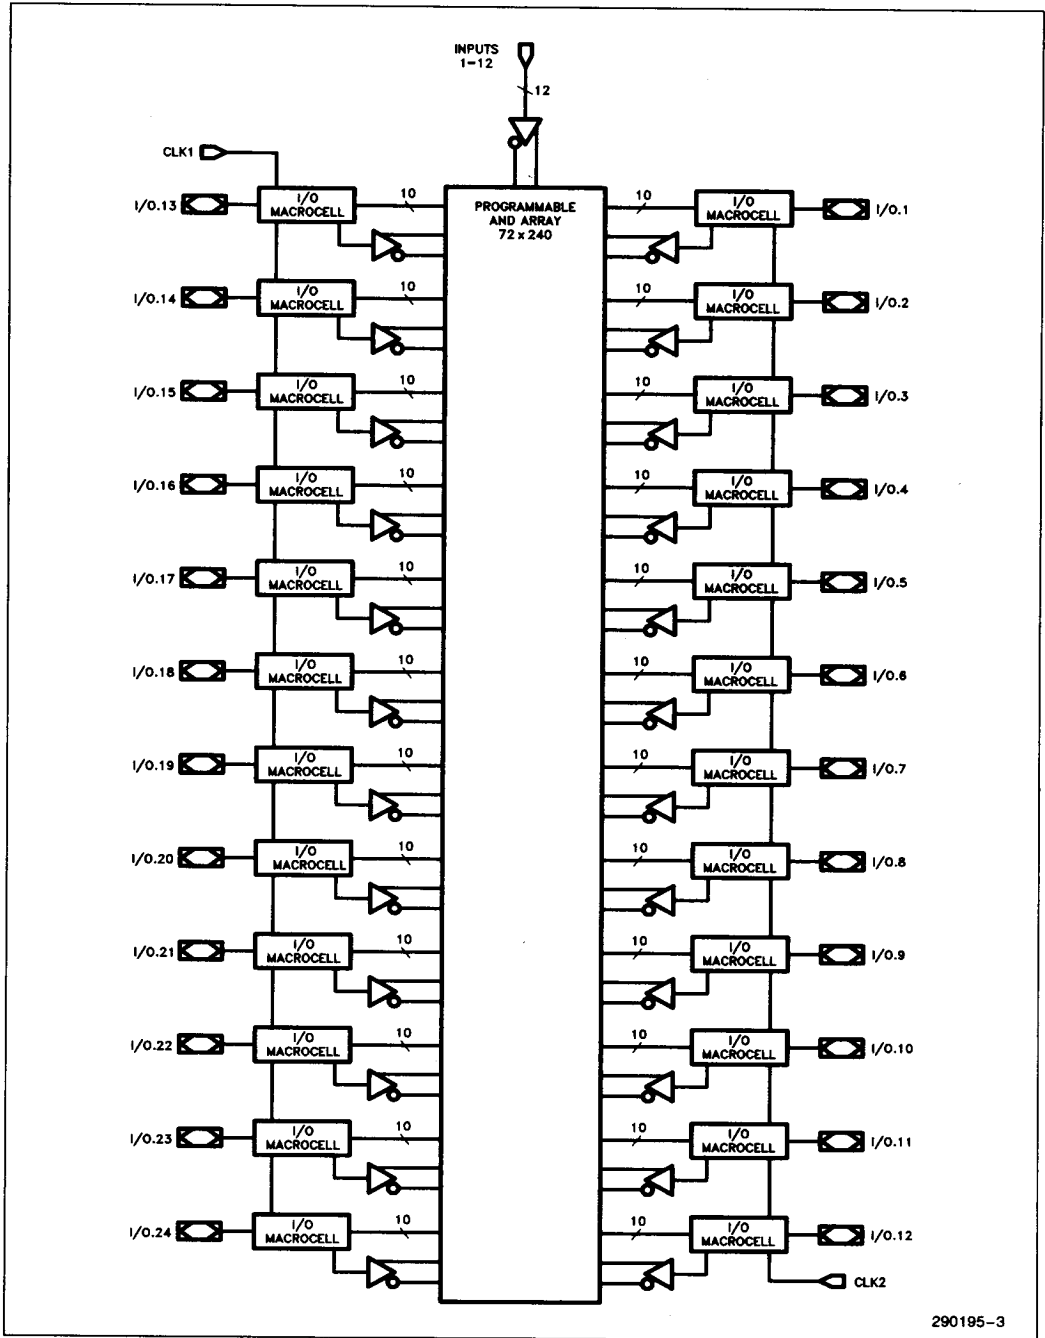 INPUTS
1-12
12
CLK1
I/O.13
I/O
MACROCELL
10
PROGRAMMABLE
AND ARRAY
72 x 240
10
I/O
MACROCELL
I/O.1
I/O.14
I/O
MACROCELL
10
10
I/O
MACROCELL
I/O.2
I/O.15
I/O
MACROCELL
10
10
I/O
MACROCELL
I/O.3
I/O.16
I/O
MACROCELL
10
10
I/O
MACROCELL
I/O.4
I/O.17
I/O
MACROCELL
10
10
I/O
MACROCELL
I/O.5
I/O.18
I/O
MACROCELL
10
10
I/O
MACROCELL
I/O.6
I/O.19
I/O
MACROCELL
10
10
I/O
MACROCELL
I/O.7
I/O.20
I/O
MACROCELL
10
10
I/O
MACROCELL
I/O.8
I/O.21
I/O
MACROCELL
10
10
I/O
MACROCELL
I/O.9
I/O.22
I/O
MACROCELL
10
10
I/O
MACROCELL
I/O.10
I/O.23
I/O
MACROCELL
10
10
I/O
MACROCELL
I/O.11
I/O.24
I/O
MACROCELL
10
10
I/O
MACROCELL
I/O.12
CLK2
290195-3